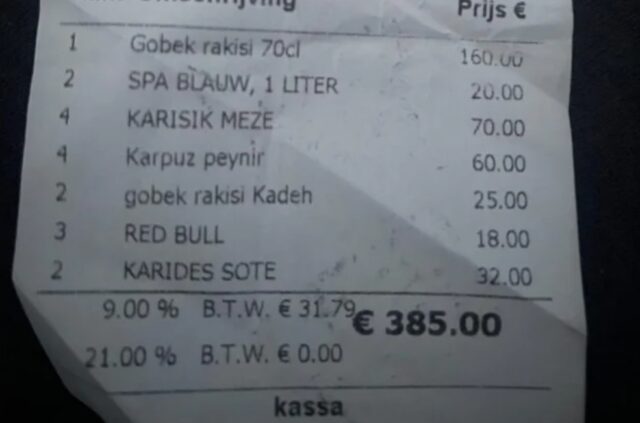 Prijs €
1 Gobek rakisi 70cl 160.00
2 SPA BLAUW, 1 LITER 20.00
4 KARISIK MEZE 70.00
4 Karpuz peynir 60.00
2 gobek rakisi Kadeh 25.00
3 RED BULL 18.00
2 KARIDES SOTE 32.00
9.00 % B.T.W. € 31.79 € 385.00
21.00 % B.T.W. € 0.00
kassa